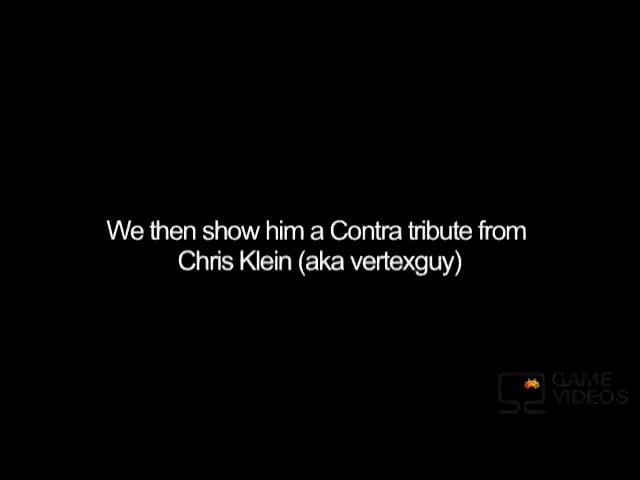 We then show him a Contra tribute from
Chris Klein (aka vertexguy)
GAME
VIDEOS